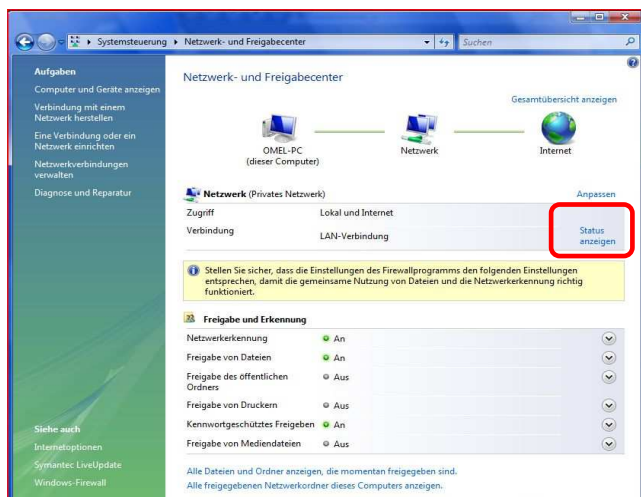 Systemsteuerung ▸ Netzwerk- und Freigabecenter
Suchen
Aufgaben
Computer und Geräte anzeigen
Verbindung mit einem
Netzwerk herstellen
Eine Verbindung oder ein
Netzwerk einrichten
Netzwerkverbindungen
verwalten
Diagnose und Reparatur
Siehe auch
Internetoptionen
Symantec LiveUpdate
Windows-Firewall
Netzwerk- und Freigabecenter
Gesamtübersicht anzeigen
OMEL-PC
(dieser Computer)
Netzwerk
Internet
Netzwerk (Privates Netzwerk)
Anpassen
Zugriff
Lokal und Internet
Verbindung
LAN-Verbindung
Status
anzeigen
Stellen Sie sicher, dass die Einstellungen des Firewallprogramms den folgenden Einstellungen
entsprechen, damit die gemeinsame Nutzung von Dateien und die Netzwerkerkennung richtig
funktioniert.
Freigabe und Erkennung
Netzwerkerkennung An
Freigabe von Dateien An
Freigabe des öffentlichen Aus
Ordners
Freigabe von Druckern Aus
Kennwortgeschütztes Freigeben An
Freigabe von Mediendateien Aus
Alle Dateien und Ordner anzeigen, die momentan freigegeben sind.
Alle freigegebenen Netzwerkordner dieses Computers anzeigen.